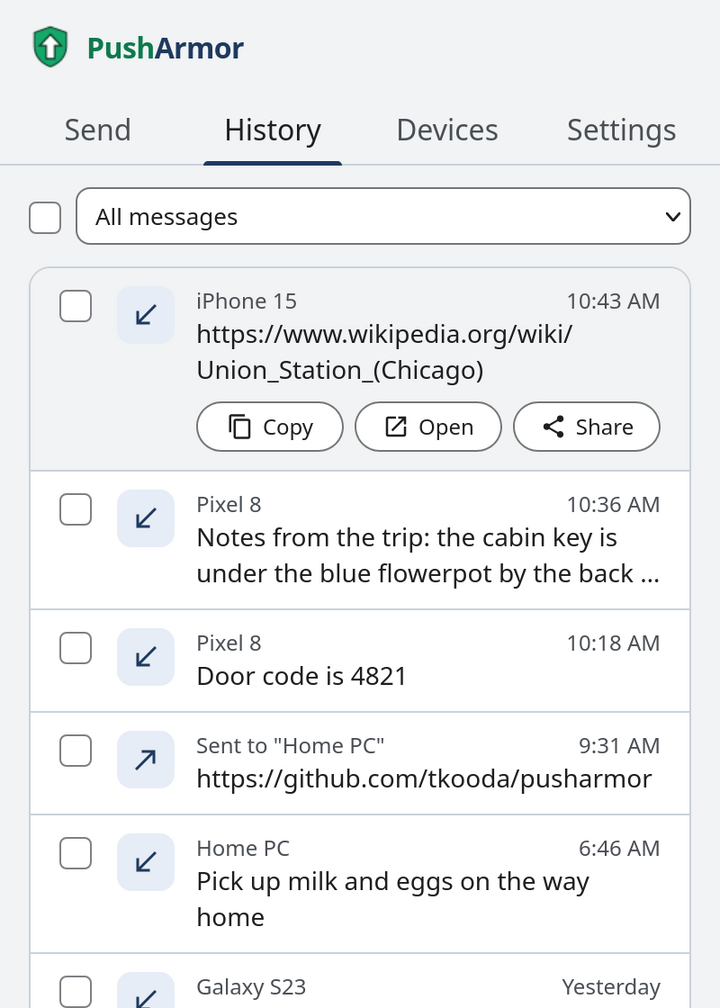 PushArmor
Send History Devices Settings
All messages
iPhone 15 10:43 AM
https://www.wikipedia.org/wiki/
Union_Station_(Chicago)
Copy Open Share
Pixel 8 10:36 AM
Notes from the trip: the cabin key is
under the blue flowerpot by the back ...
Pixel 8 10:18 AM
Door code is 4821
Sent to "Home PC" 9:31 AM
https://github.com/tkooda/pusharmor
Home PC 6:46 AM
Pick up milk and eggs on the way
home
Galaxy S23 Yesterday